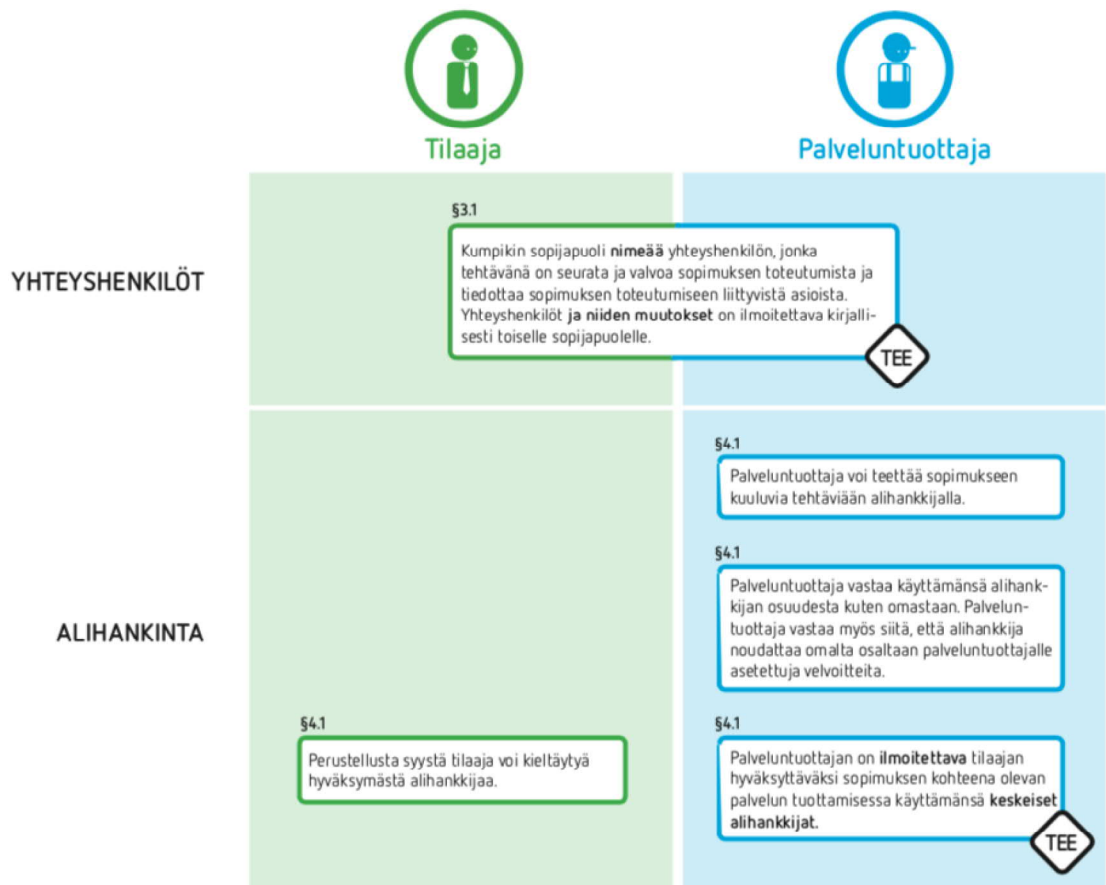 Tilaaja
Palveluntuottaja
YHTEYSHENKILÖT
§3.1
Kumpikin sopijapuoli nimeää yhteyshenkilön, jonka
tehtävänä on seurata ja valvoa sopimuksen toteutumista ja
tiedottaa sopimuksen toteutumiseen liittyvistä asioista.
Yhteyshenkilöt ja niiden muutokset on ilmoitettava kirjalli-
sesti toiselle sopijapuolelle.
TEE
ALIHANKINTA
§4.1
Palveluntuottaja voi teettää sopimukseen
kuuluvia tehtäviään alihankkijalla.
§4.1
Palveluntuottaja vastaa käyttämänsä alihank-
kijan osuudesta kuten omastaan. Palvelun-
tuottaja vastaa myös siitä, että alihankkija
noudattaa omalta osaltaan palveluntuottajalle
asetettuja velvoitteita.
§4.1
Perustellusta syystä tilaaja voi kieltäytyä
hyväksymästä alihankkijaa.
§4.1
Palveluntuottajan on ilmoitettava tilaajan
hyväksyttäväksi sopimuksen kohteena olevan
palvelun tuottamisessa käyttämänsä keskeiset
alihankkijat.
TEE